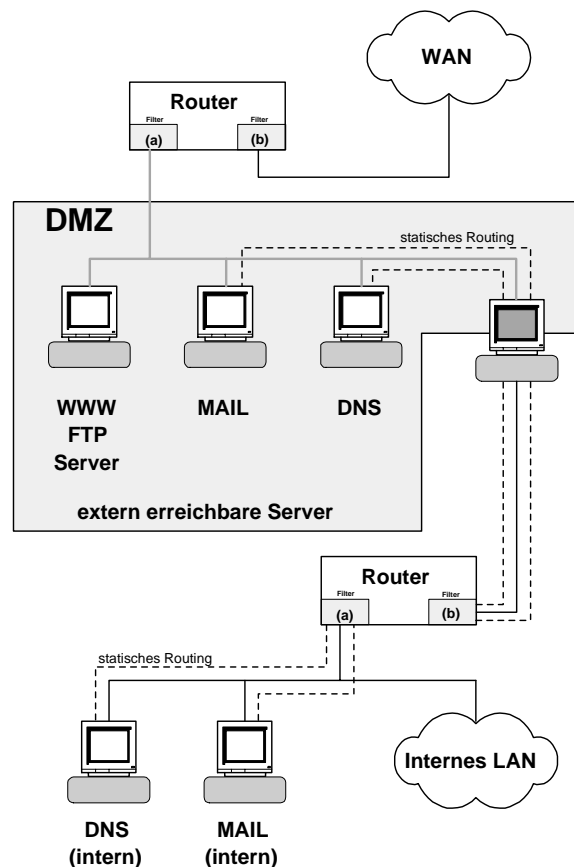 WAN
Router
Filter
Filter
(a)
(b)
DMZ
statisches Routing
WWW
FTP
Server
MAIL
DNS
extern erreichbare Server
Router
Filter
Filter
(a)
(b)
statisches Routing
Internes LAN
DNS
(intern)
MAIL
(intern)